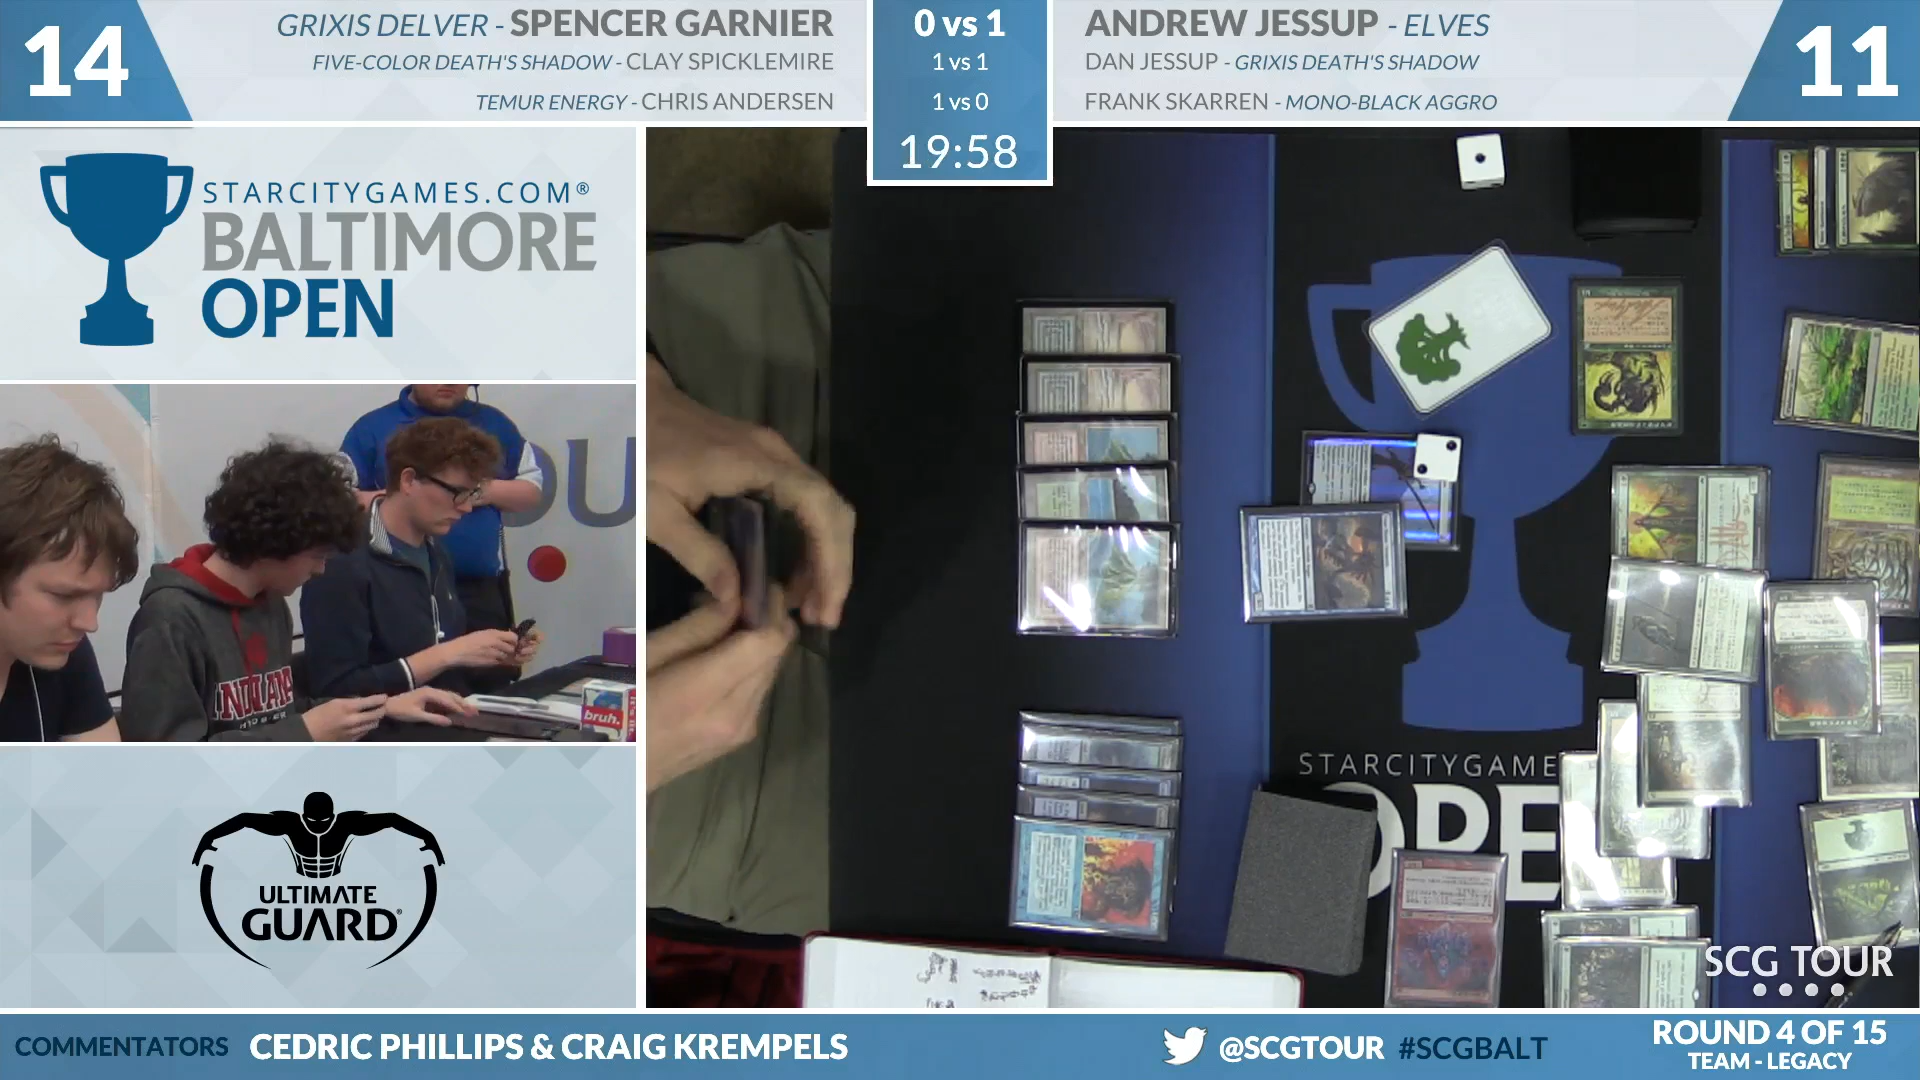 14
GRIXIS DELVER - SPENCER GARNIER
FIVE-COLOR DEATH'S SHADOW - CLAY SPICKLEMIRE
TEMUR ENERGY - CHRIS ANDERSEN
0 vs 1
1 vs 1
1 vs 0
19:58
ANDREW JESSUP - ELVES
DAN JESSUP - GRIXIS DEATH'S SHADOW
FRANK SKARREN - MONO-BLACK AGGRO
11
STARCITYGAMES.COM®
BALTIMORE
OPEN
OU
INDIANA
bruh.
ULTIMATE
GUARD®
STARCITYGAME
OPE
SCG TOUR
COMMENTATORS CEDRIC PHILLIPS & CRAIG KREMPELS
@SCGTOUR #SCGBALT
ROUND 4 OF 15
TEAM - LEGACY